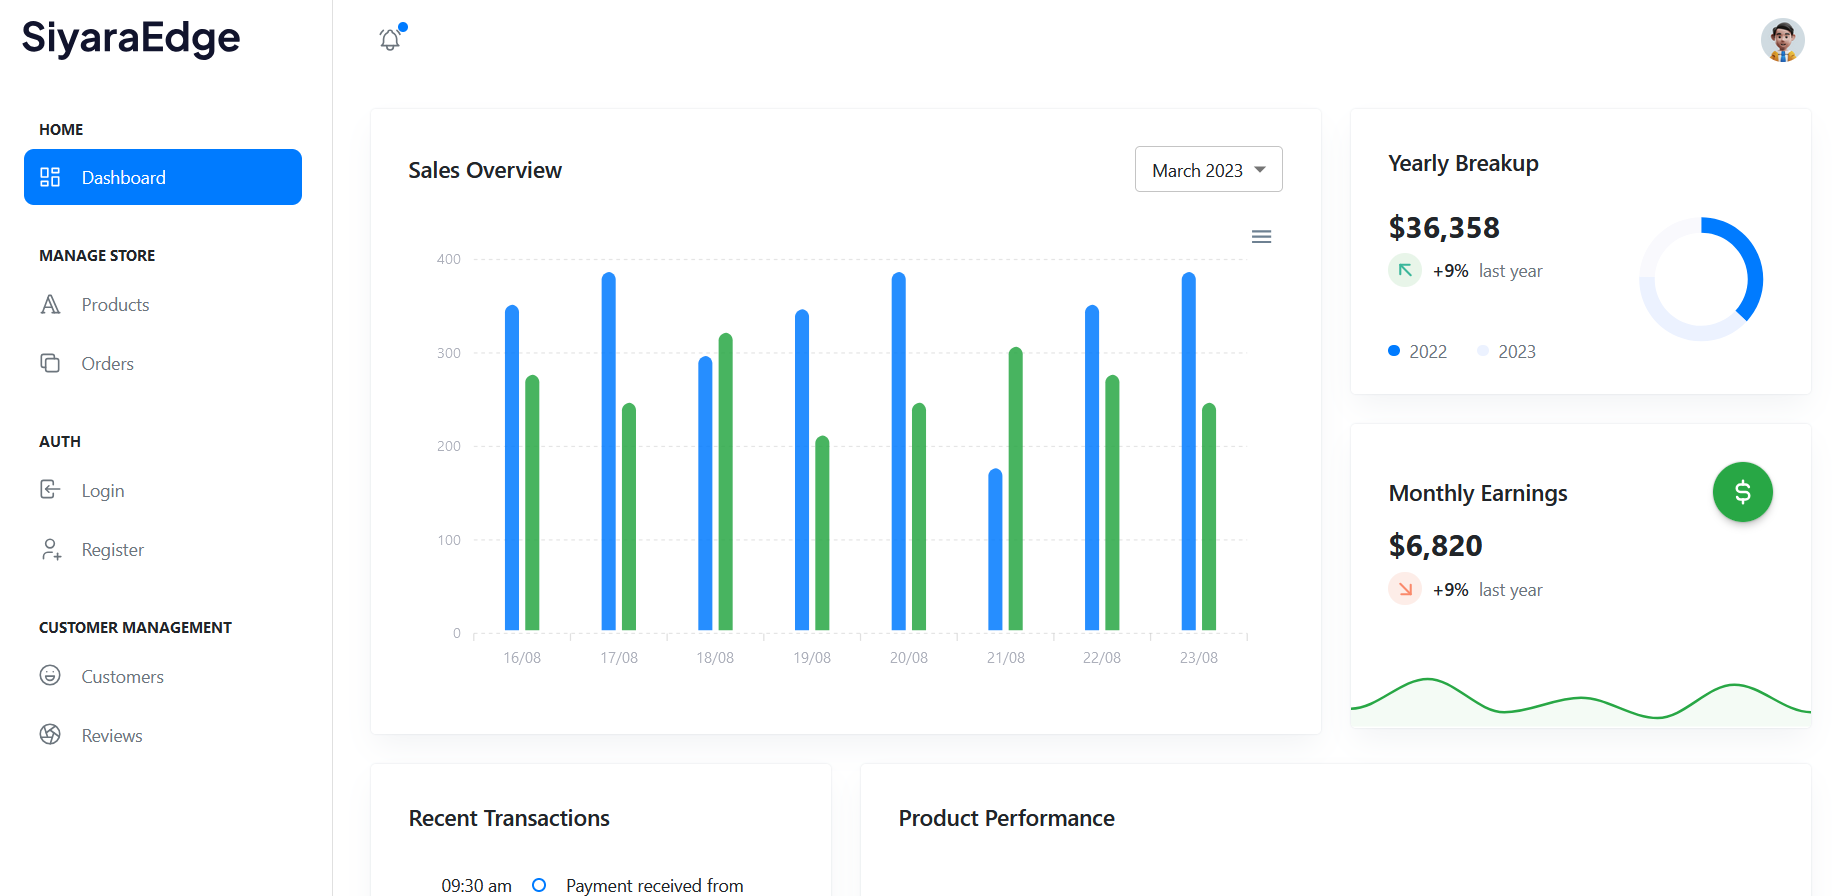 SiyaraEdge
HOME
Dashboard
MANAGE STORE
Products
Orders
AUTH
Login
Register
CUSTOMER MANAGEMENT
Customers
Reviews
Sales Overview
March 2023
400
300
200
100
0
16/08 17/08 18/08 19/08 20/08 21/08 22/08 23/08
Yearly Breakup
$36,358
+9% last year
2022 2023
Monthly Earnings
$
$6,820
+9% last year
Recent Transactions
09:30 am Payment received from
Product Performance